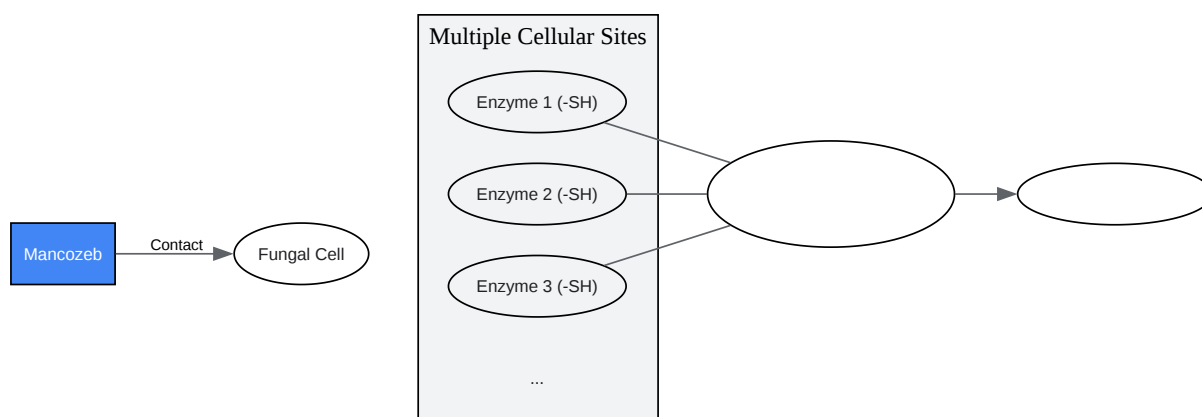 Multiple Cellular Sites
Enzyme 1 (-SH)
Enzyme 2 (-SH)
Mancozeb
Contact
Fungal Cell
Enzyme 3 (-SH)
...